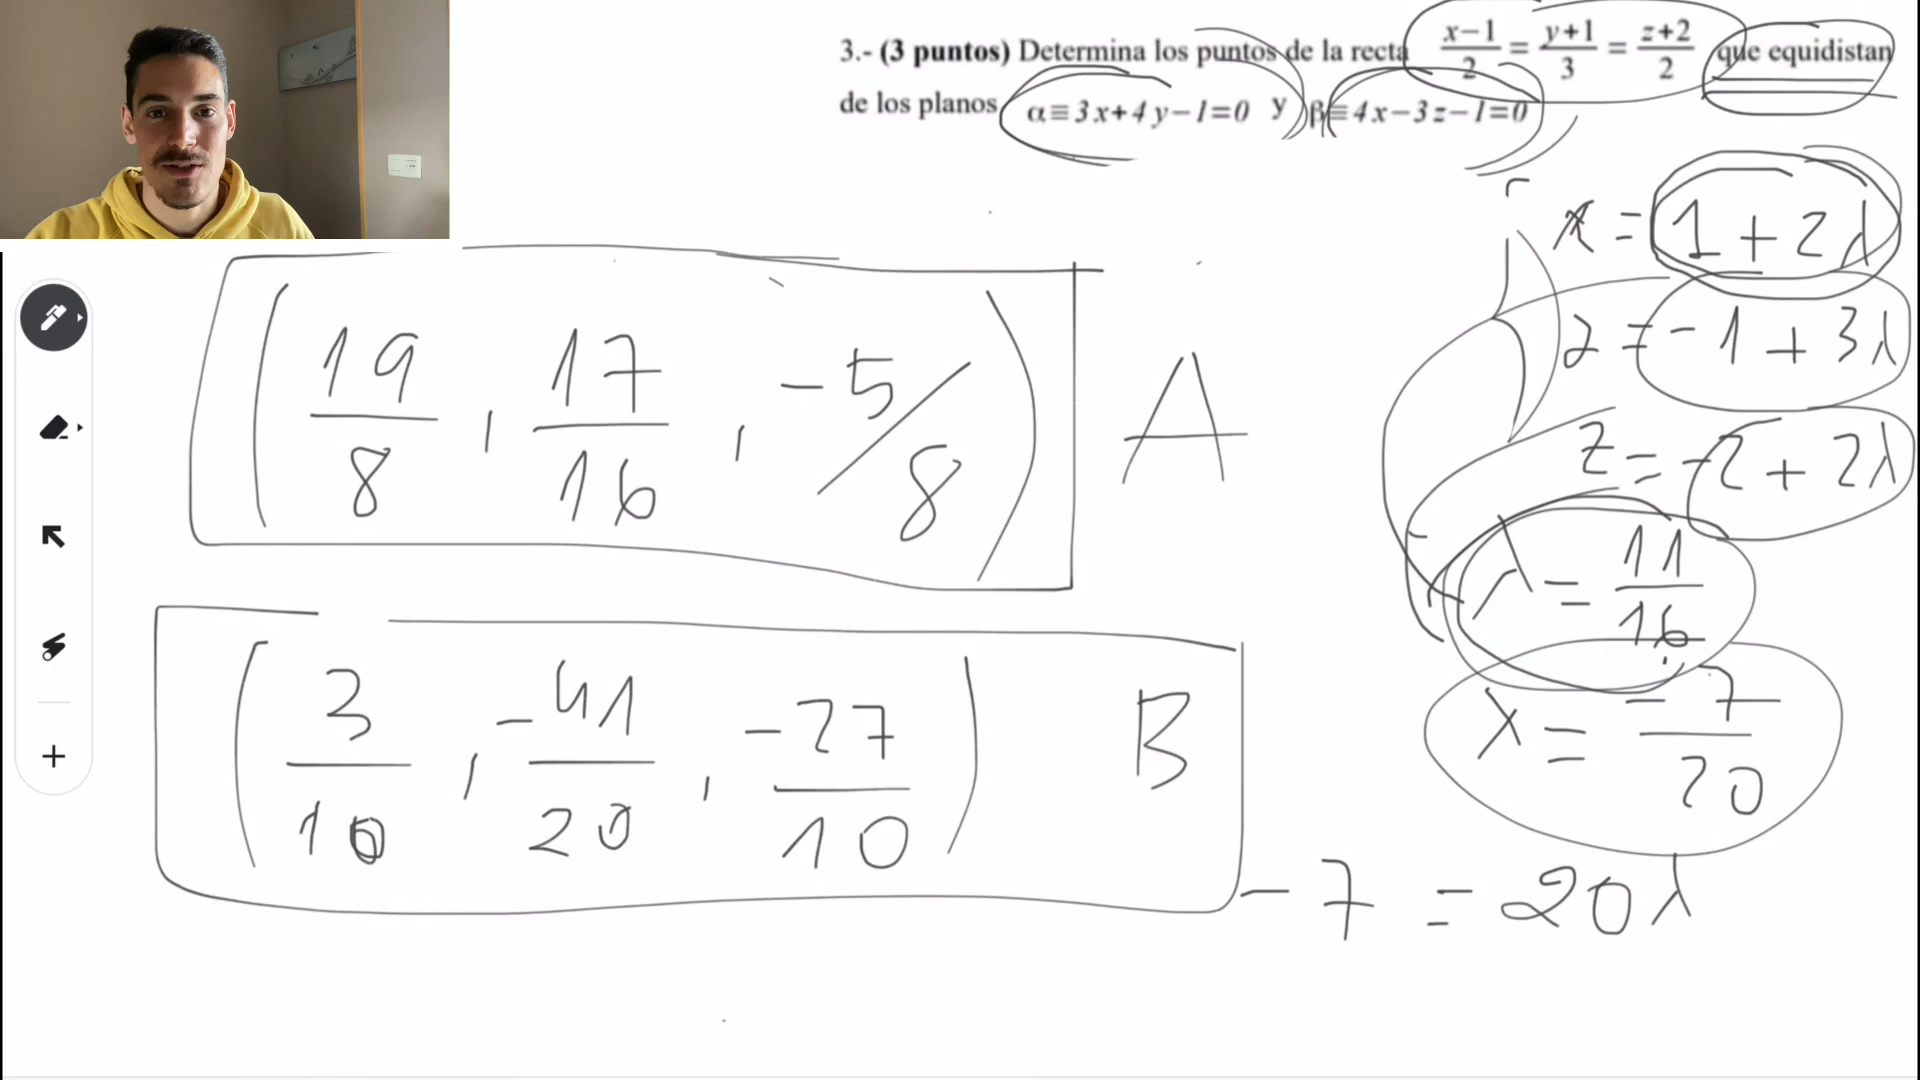 3.- (3 puntos) Determina los puntos de la recta x−1/2 = y+1/3 = z+2/2 que equidistan
de los planos α≡3x+4y−1=0 y β≡4x−3z−1=0
x = 1 + 2λ
y = -1 + 3λ
z = -2 + 2λ
(19/8, 17/16, -5/8) A
λ = 11/16
(3/10, -41/20, -27/10) B
λ = -7/20
-7 = 20λ